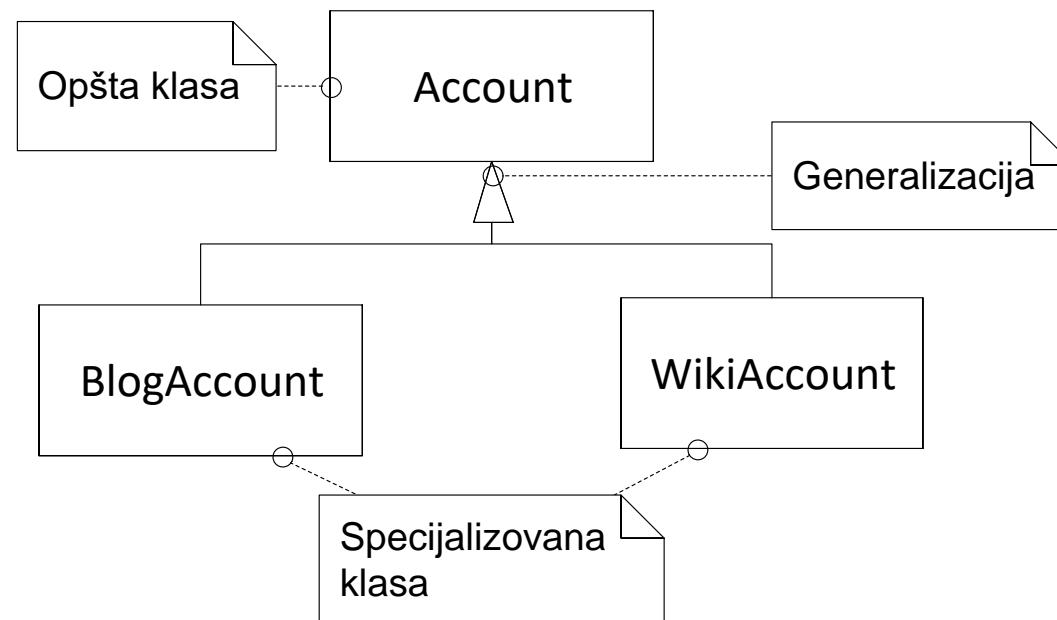 Opšta klasa
Account
Generalizacija
BlogAccount
WikiAccount
Specijalizovana
klasa